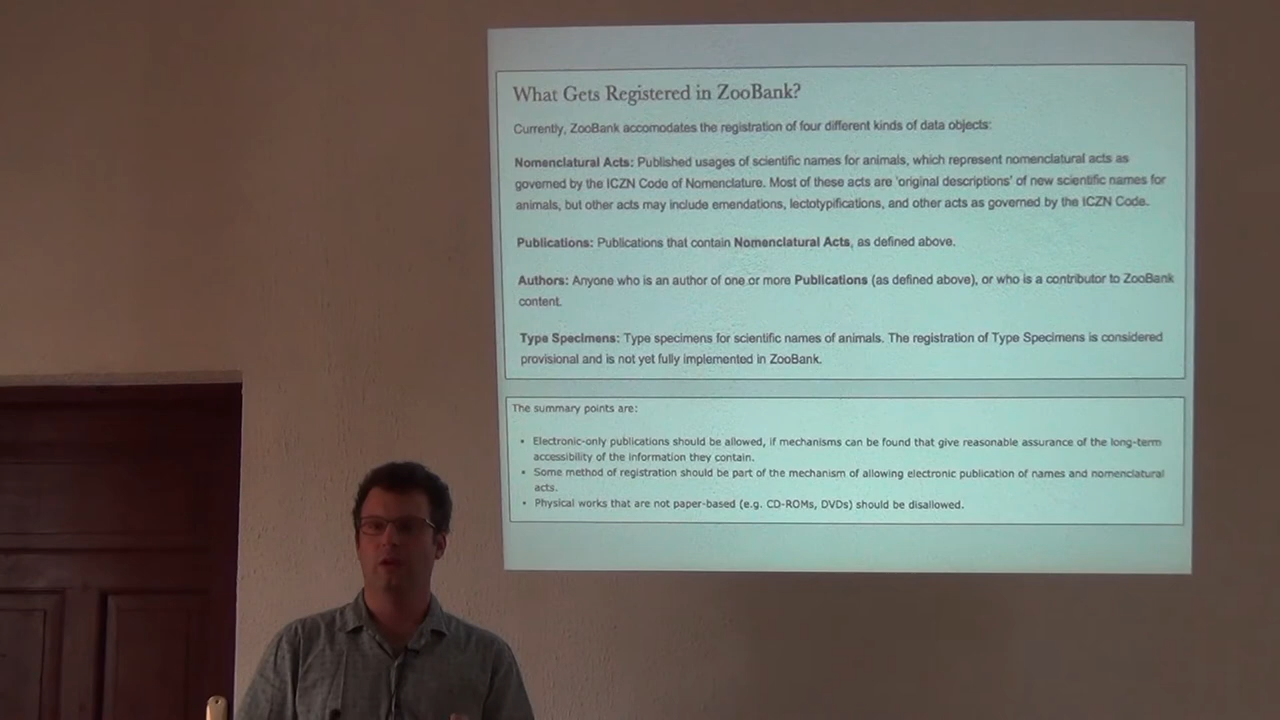 What Gets Registered in ZooBank?
Currently, ZooBank accomodates the registration of four different kinds of data objects:
Nomenclatural Acts: Published usages of scientific names for animals, which represent nomenclatural acts as
governed by the ICZN Code of Nomenclature. Most of these acts are 'original descriptions' of new scientific names for
animals, but other acts may include emendations, lectotypifications, and other acts as governed by the ICZN Code.
Publications: Publications that contain Nomenclatural Acts, as defined above.
Authors: Anyone who is an author of one or more Publications (as defined above), or who is a contributor to ZooBank
content.
Type Specimens: Type specimens for scientific names of animals. The registration of Type Specimens is considered
provisional and is not yet fully implemented in ZooBank.
The summary points are:
• Electronic-only publications should be allowed, if mechanisms can be found that give reasonable assurance of the long-term
accessibility of the information they contain.
• Some method of registration should be part of the mechanism of allowing electronic publication of names and nomenclatural
acts.
• Physical works that are not paper-based (e.g. CD-ROMs, DVDs) should be disallowed.